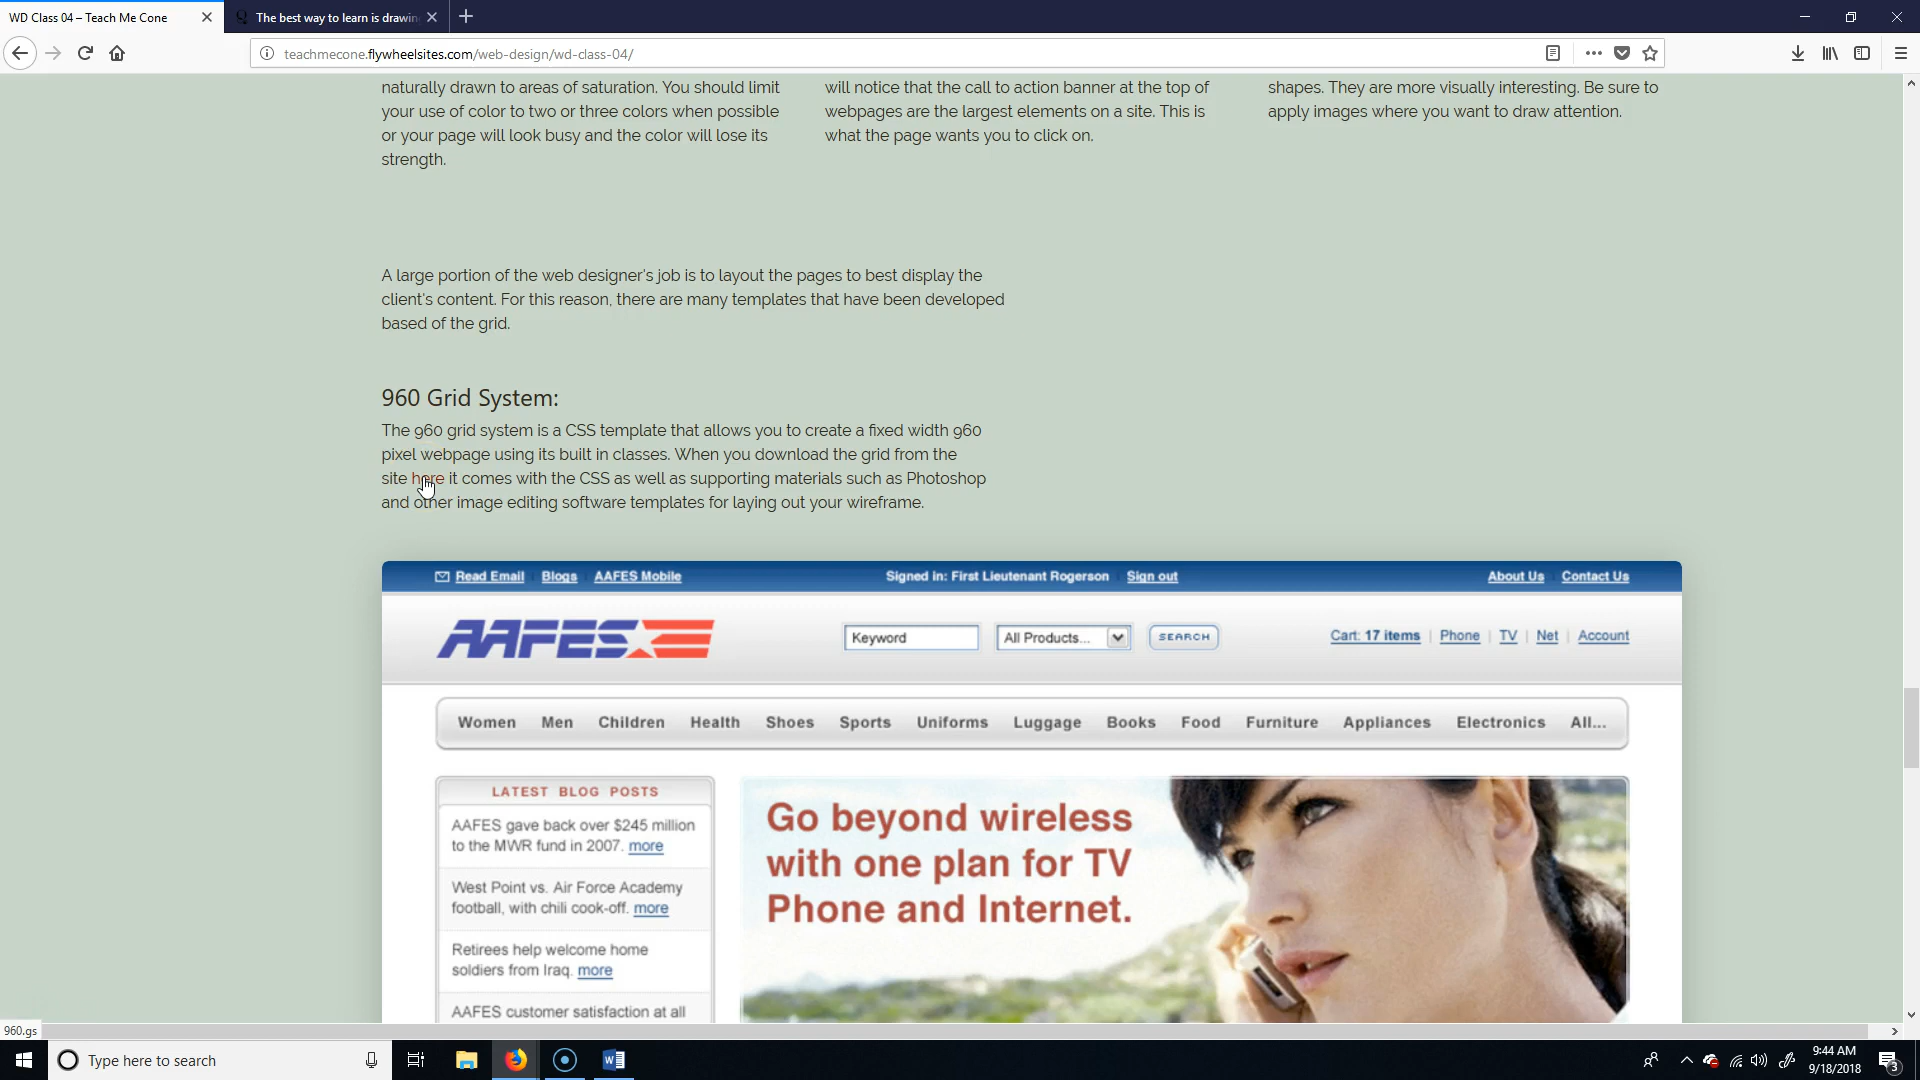 WD Class 04 – Teach Me Cone
The best way to learn is drawin
teachmecone.flywheelsites.com/web-design/wd-class-04/
naturally drawn to areas of saturation. You should limit
your use of color to two or three colors when possible
or your page will look busy and the color will lose its
strength.
will notice that the call to action banner at the top of
webpages are the largest elements on a site. This is
what the page wants you to click on.
shapes. They are more visually interesting. Be sure to
apply images where you want to draw attention.
A large portion of the web designer's job is to layout the pages to best display the
client's content. For this reason, there are many templates that have been developed
based of the grid.
960 Grid System:
The 960 grid system is a CSS template that allows you to create a fixed width 960
pixel webpage using its built in classes. When you download the grid from the
site here it comes with the CSS as well as supporting materials such as Photoshop
and other image editing software templates for laying out your wireframe.
Read Email Blogs AAFES Mobile Signed in: First Lieutenant Rogerson Sign out About Us Contact Us
AAFES Keyword All Products... SEARCH Cart: 17 items | Phone | TV | Net | Account
Women Men Children Health Shoes Sports Uniforms Luggage Books Food Furniture Appliances Electronics All...
LATEST BLOG POSTS
AAFES gave back over $245 million
to the MWR fund in 2007. more
West Point vs. Air Force Academy
football, with chili cook-off. more
Retirees help welcome home
soldiers from Iraq. more
AAFES customer satisfaction at all
Go beyond wireless
with one plan for TV
Phone and Internet.
960.gs
Type here to search
9:44 AM
9/18/2018
3